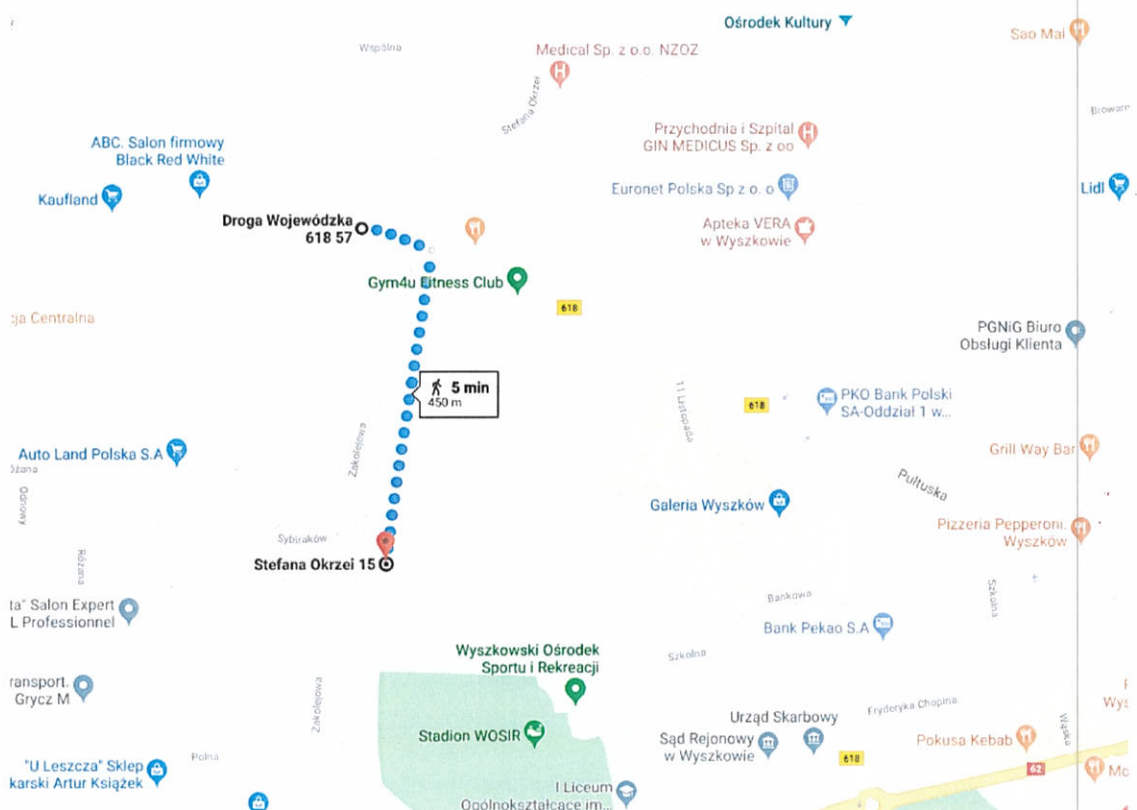 Ośrodek Kultury
Sao Mai
Wspólna
Medical Sp. z o.o. NZOZ
Stefana Okrzei
Przychodnia i Szpital
GIN MEDICUS Sp. z oo
ABC. Salon firmowy
Black Red White
Kaufland
Euronet Polska Sp z o. o
Lidl
Droga Wojewódzka
618 57
Apteka VERA
w Wyszkowie
Gym4u Fitness Club
618
cja Centralna
PGNiG Biuro
Obsługi Klienta
5 min
450 m
11 Listopada
618
PKO Bank Polski
SA-Oddział 1 w...
Zakolejowa
Auto Land Polska S.A
Grill Way Bar
Pułtuska
Odnowy
Galeria Wyszków
Pizzeria Pepperoni.
Wyszków
Sybiraków
Stefana Okrzei 15
Różana
Szkolna
Bankowa
ta" Salon Expert
L Professionnel
Bank Pekao S.A
Wyszkowski Ośrodek
Sportu i Rekreacji
Szkolna
ransport.
Grycz M
Zakolejowa
Fryderyka Chopina
Urząd Skarbowy
Stadion WOSIR
Sąd Rejonowy
w Wyszkowie
Pokusa Kebab
Wąska
618
62
Polna
"U Leszcza" Sklep
karski Artur Książek
I Liceum
Ogólnokształcące im...